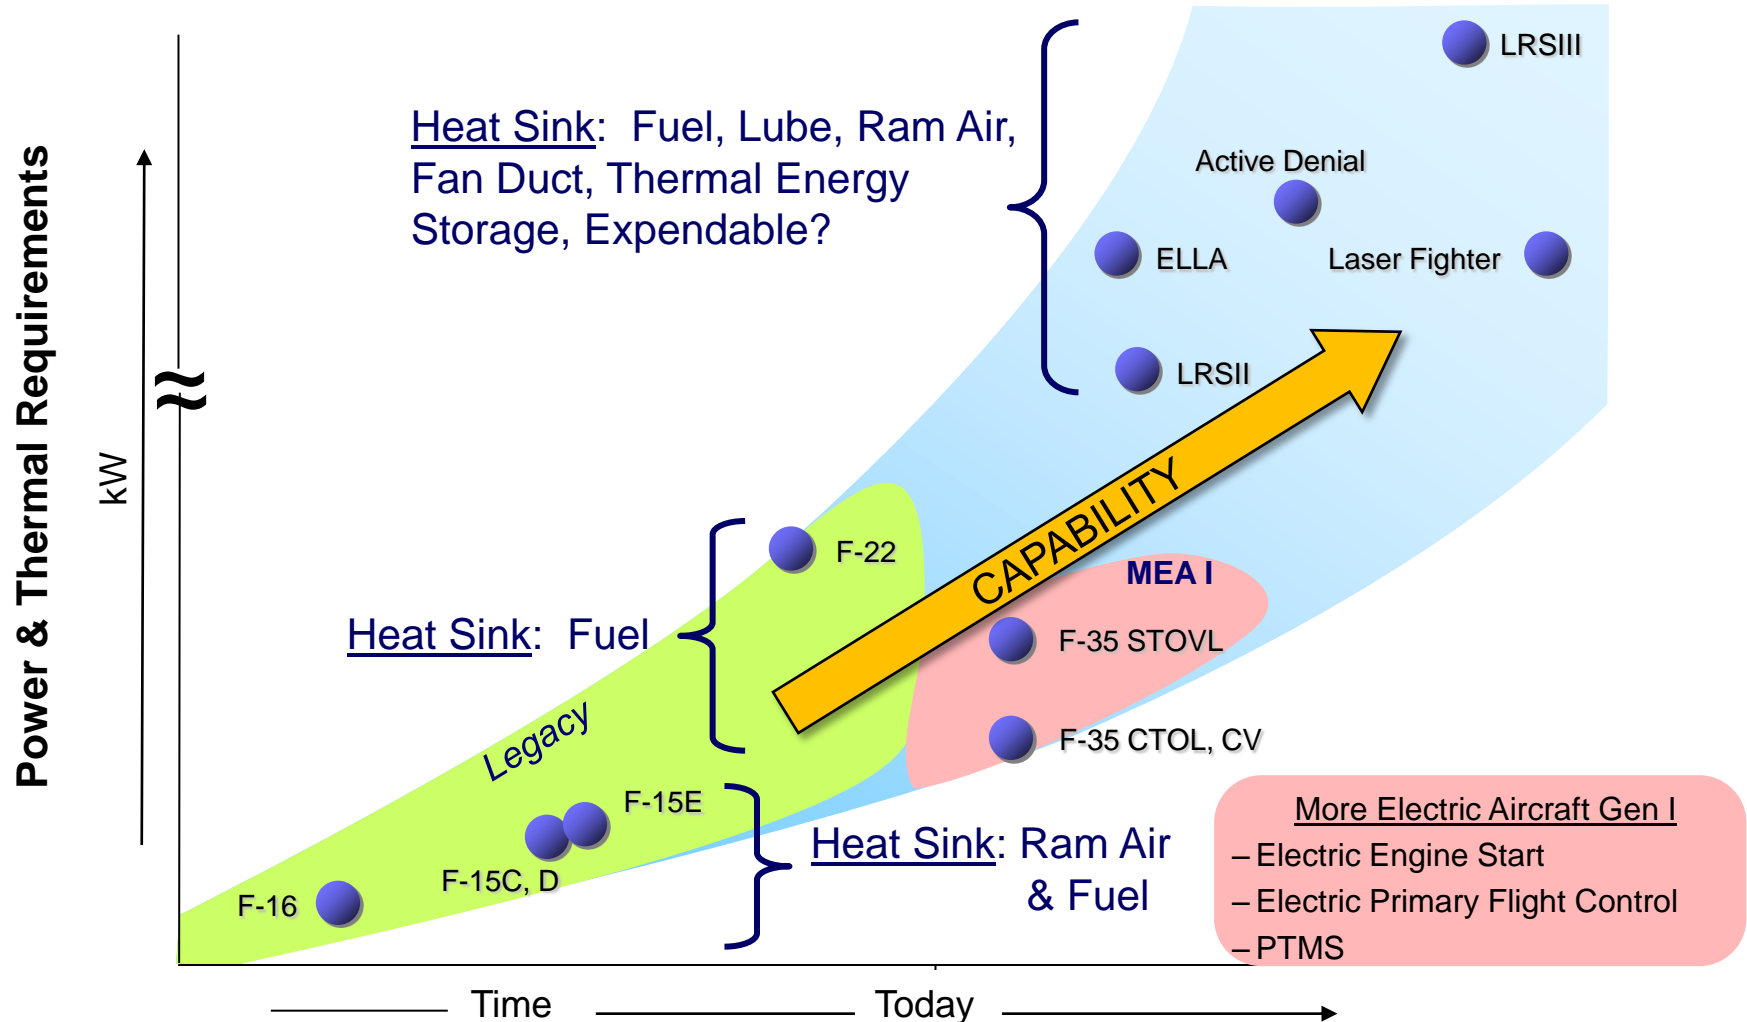 Power & Thermal Requirements
kW
Heat Sink: Fuel, Lube, Ram Air,
Fan Duct, Thermal Energy
Storage, Expendable?
LRSIII
Active Denial
ELLA
Laser Fighter
LRSII
CAPABILITY
F-22
MEA I
Heat Sink: Fuel
F-35 STOVL
Legacy
F-35 CTOL, CV
F-15E
F-15C, D
F-16
Heat Sink: Ram Air
& Fuel
More Electric Aircraft Gen I
– Electric Engine Start
– Electric Primary Flight Control
– PTMS
Time
Today